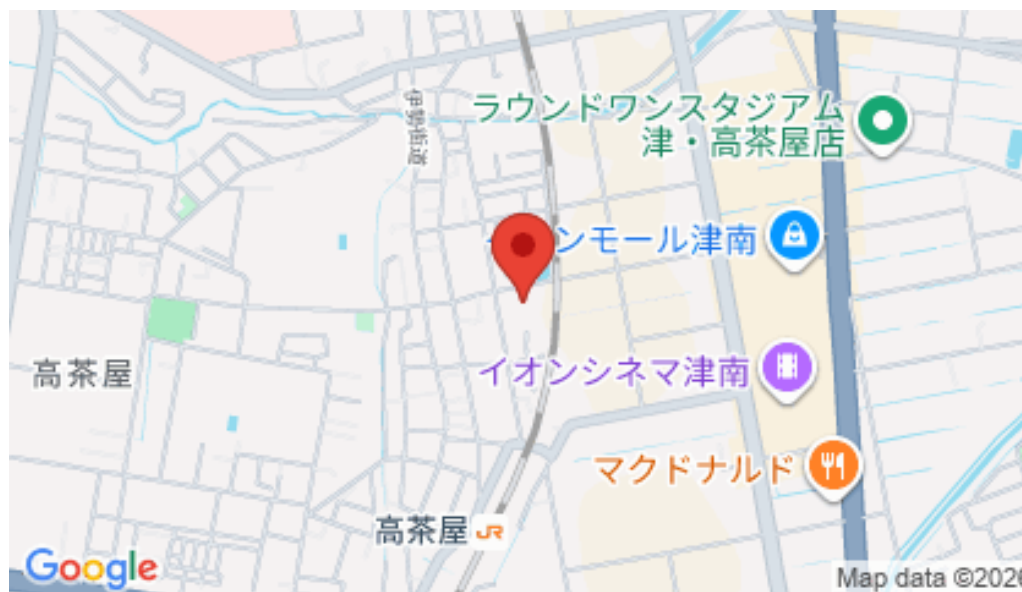 伊勢街道
ラウンドワンスタジアム
津・高茶屋店
ンモール津南
高茶屋
イオンシネマ津南
マクドナルド
高茶屋 JR
Google
Map data ©2026